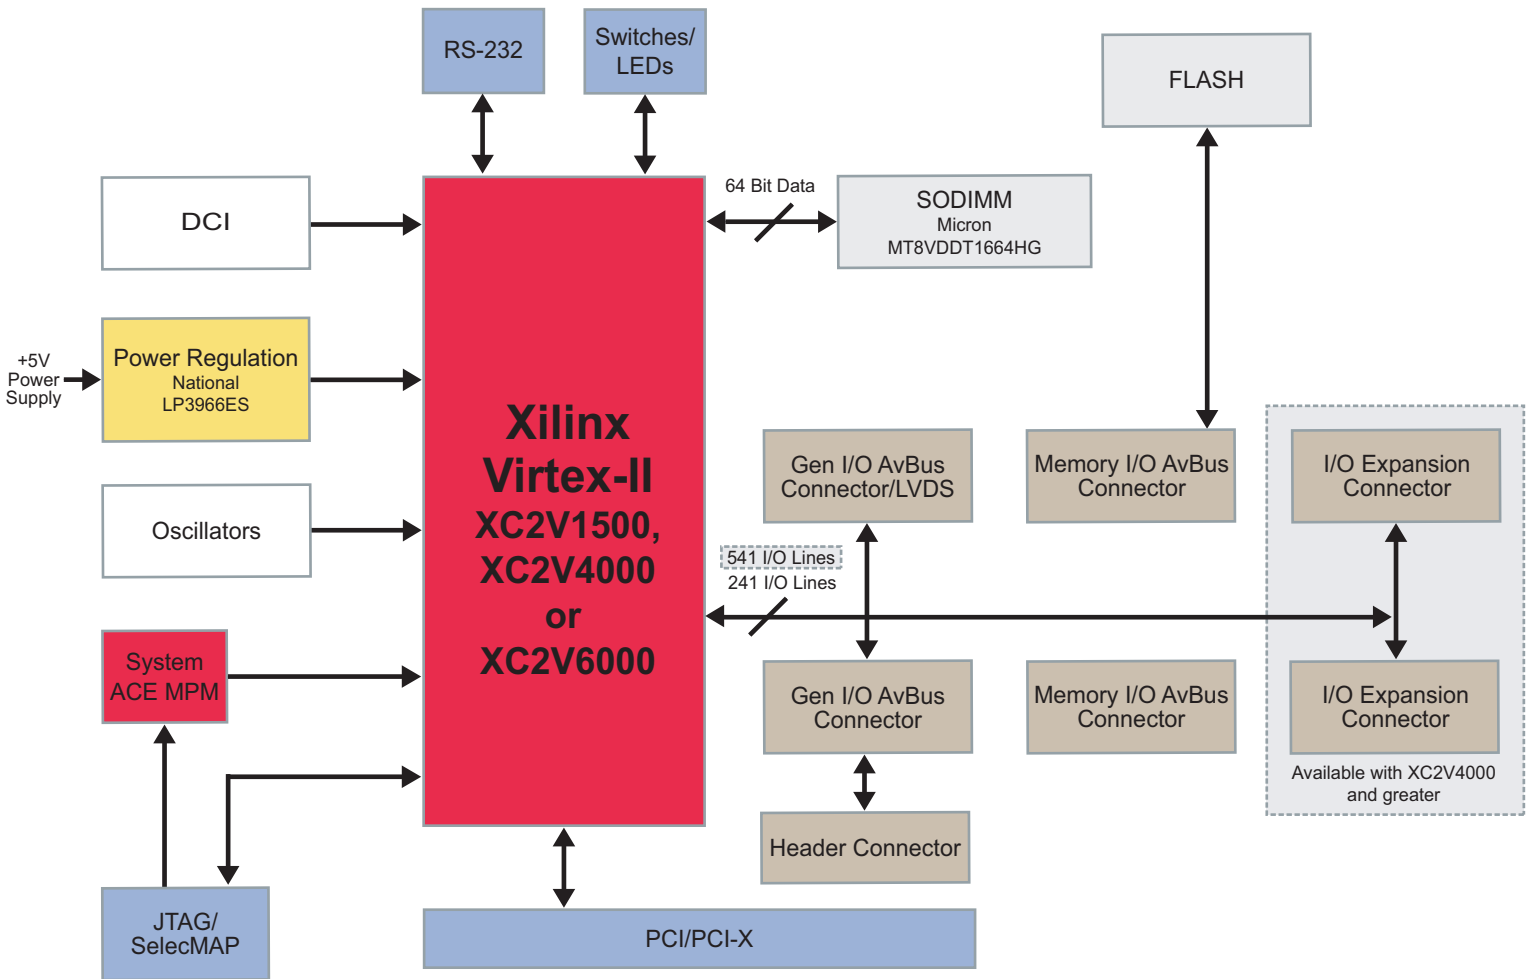 RS-232
Switches/
LEDs
FLASH
DCI
64 Bit Data
SODIMM
Micron
MT8VDDT1664HG
+5V
Power
Supply
Power Regulation
National
LP3966ES
Xilinx
Virtex-II
XC2V1500,
XC2V4000
or
XC2V6000
Gen I/O AvBus
Connector/LVDS
Memory I/O AvBus
Connector
I/O Expansion
Connector
Oscillators
541 I/O Lines
241 I/O Lines
System
ACE MPM
Gen I/O AvBus
Connector
Memory I/O AvBus
Connector
I/O Expansion
Connector
Available with XC2V4000
and greater
Header Connector
JTAG/
SelecMAP
PCI/PCI-X